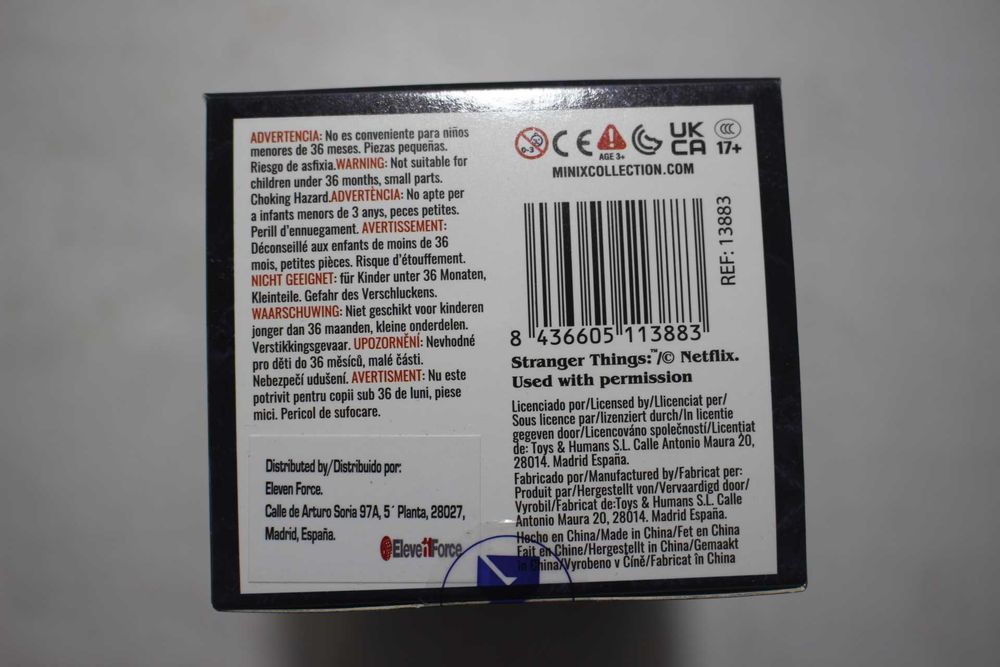 ADVERTENCIA: No es conveniente para niños
menores de 36 meses. Piezas pequeñas.
Riesgo de asfixia.WARNING: Not suitable for
children under 36 months, small parts.
Choking Hazard.ADVERTÈNCIA: No apte per
a infants menors de 3 anys, peces petites.
Perill d'ennuegament. AVERTISSEMENT:
Déconseillé aux enfants de moins de 36
mois, petites pièces. Risque d'étouffement.
NICHT GEEIGNET: für Kinder unter 36 Monaten,
Kleinteile. Gefahr des Verschluckens.
WAARSCHUWING: Niet geschikt voor kinderen
jonger dan 36 maanden, kleine onderdelen.
Verstikkingsgevaar. UPOZORNĚNÍ: Nevhodné
pro děti do 36 měsíců, malé části.
Nebezpečí udušení. AVERTISMENT: Nu este
potrivit pentru copii sub 36 de luni, piese
mici. Pericol de sufocare.
Distributed by/Distribuido por:
Eleven Force.
Calle de Arturo Soria 97A, 5´ Planta, 28027,
Madrid, España.
Eleve11Force
0-3 CE AGE 3+ UK CA CCC 17+
MINIXCOLLECTION.COM
REF: 13883
8 436605 113883
Stranger Things:™/© Netflix.
Used with permission
Licenciado por/Licensed by/Llicenciat per/
Sous licence par/lizenziert durch/In licentie
gegeven door/Licencováno společností/Licențiat
de: Toys & Humans S.L. Calle Antonio Maura 20,
28014. Madrid España.
Fabricado por/Manufactured by/Fabricat per:
Produit par/Hergestellt von/Vervaardigd door/
Vyrobil/Fabricat de:Toys & Humans S.L. Calle
Antonio Maura 20, 28014. Madrid España.
Hecho en China/Made in China/Fet en China
Fait en Chine/Hergestellt in China/Gemaakt
in China/Vyrobeno v Číně/Fabricat în China